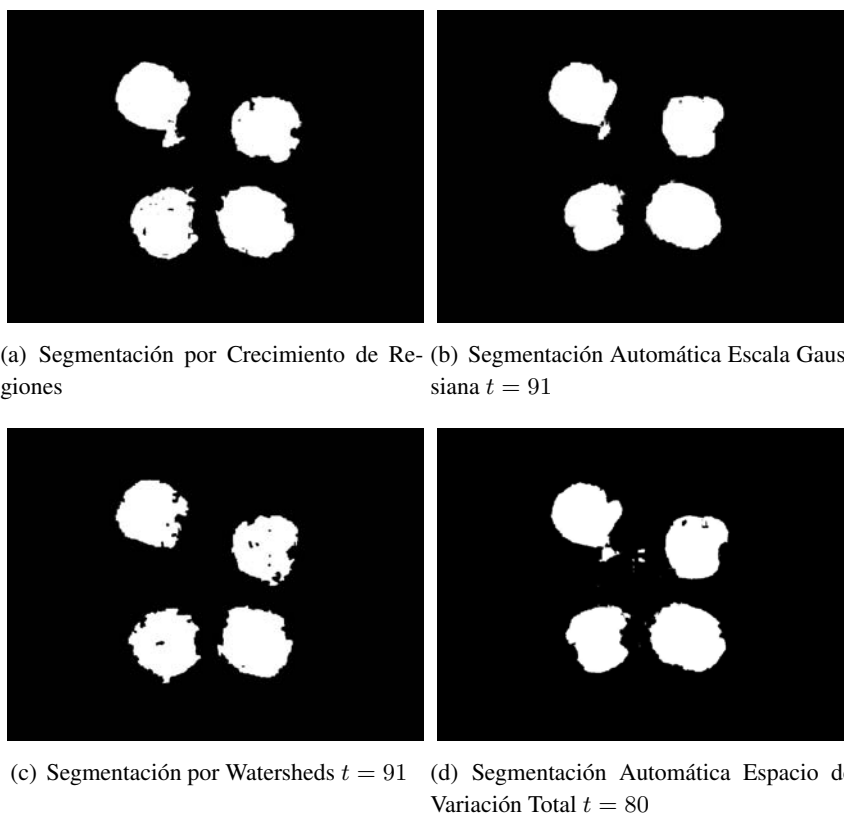 (a) Segmentación por Crecimiento de Re-
giones
(b) Segmentación Automática Escala Gaus
siana t = 91
(c) Segmentación por Watersheds t = 91
(d) Segmentación Automática Espacio de
Variación Total t = 80